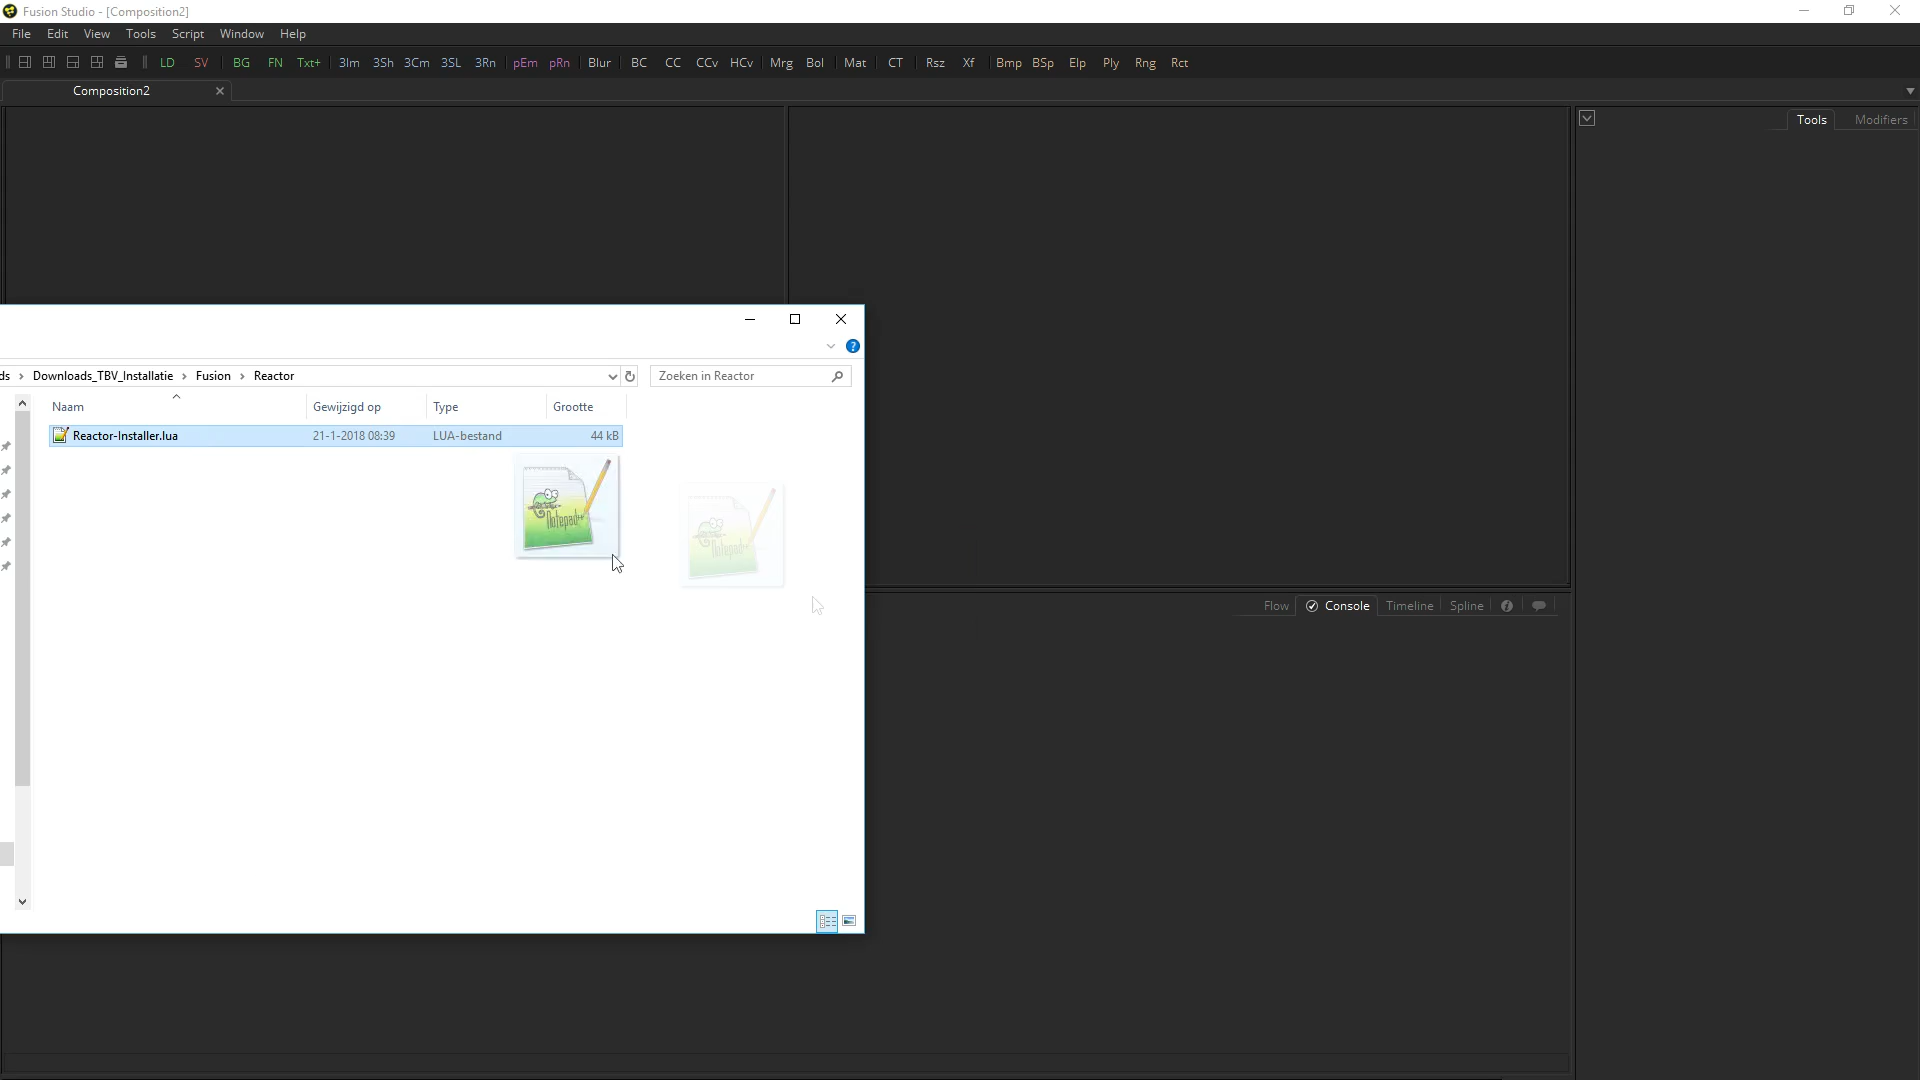 Fusion Studio - [Composition2]
File Edit View Tools Script Window Help
LD SV BG FN Txt+ 3Im 3Sh 3Cm 3SL 3Rn pEm pRn Blur BC CC CCv HCv Mrg Bol Mat CT Rsz Xf Bmp BSp Elp Ply Rng Rct
Composition2
Tools Modifiers
ds › Downloads_TBV_Installatie › Fusion › Reactor
Zoeken in Reactor
Naam Gewijzigd op Type Grootte
Reactor-Installer.lua 21-1-2018 08:39 LUA-bestand 44 kB
Notepad++
Notepad++
Flow Console Timeline Spline